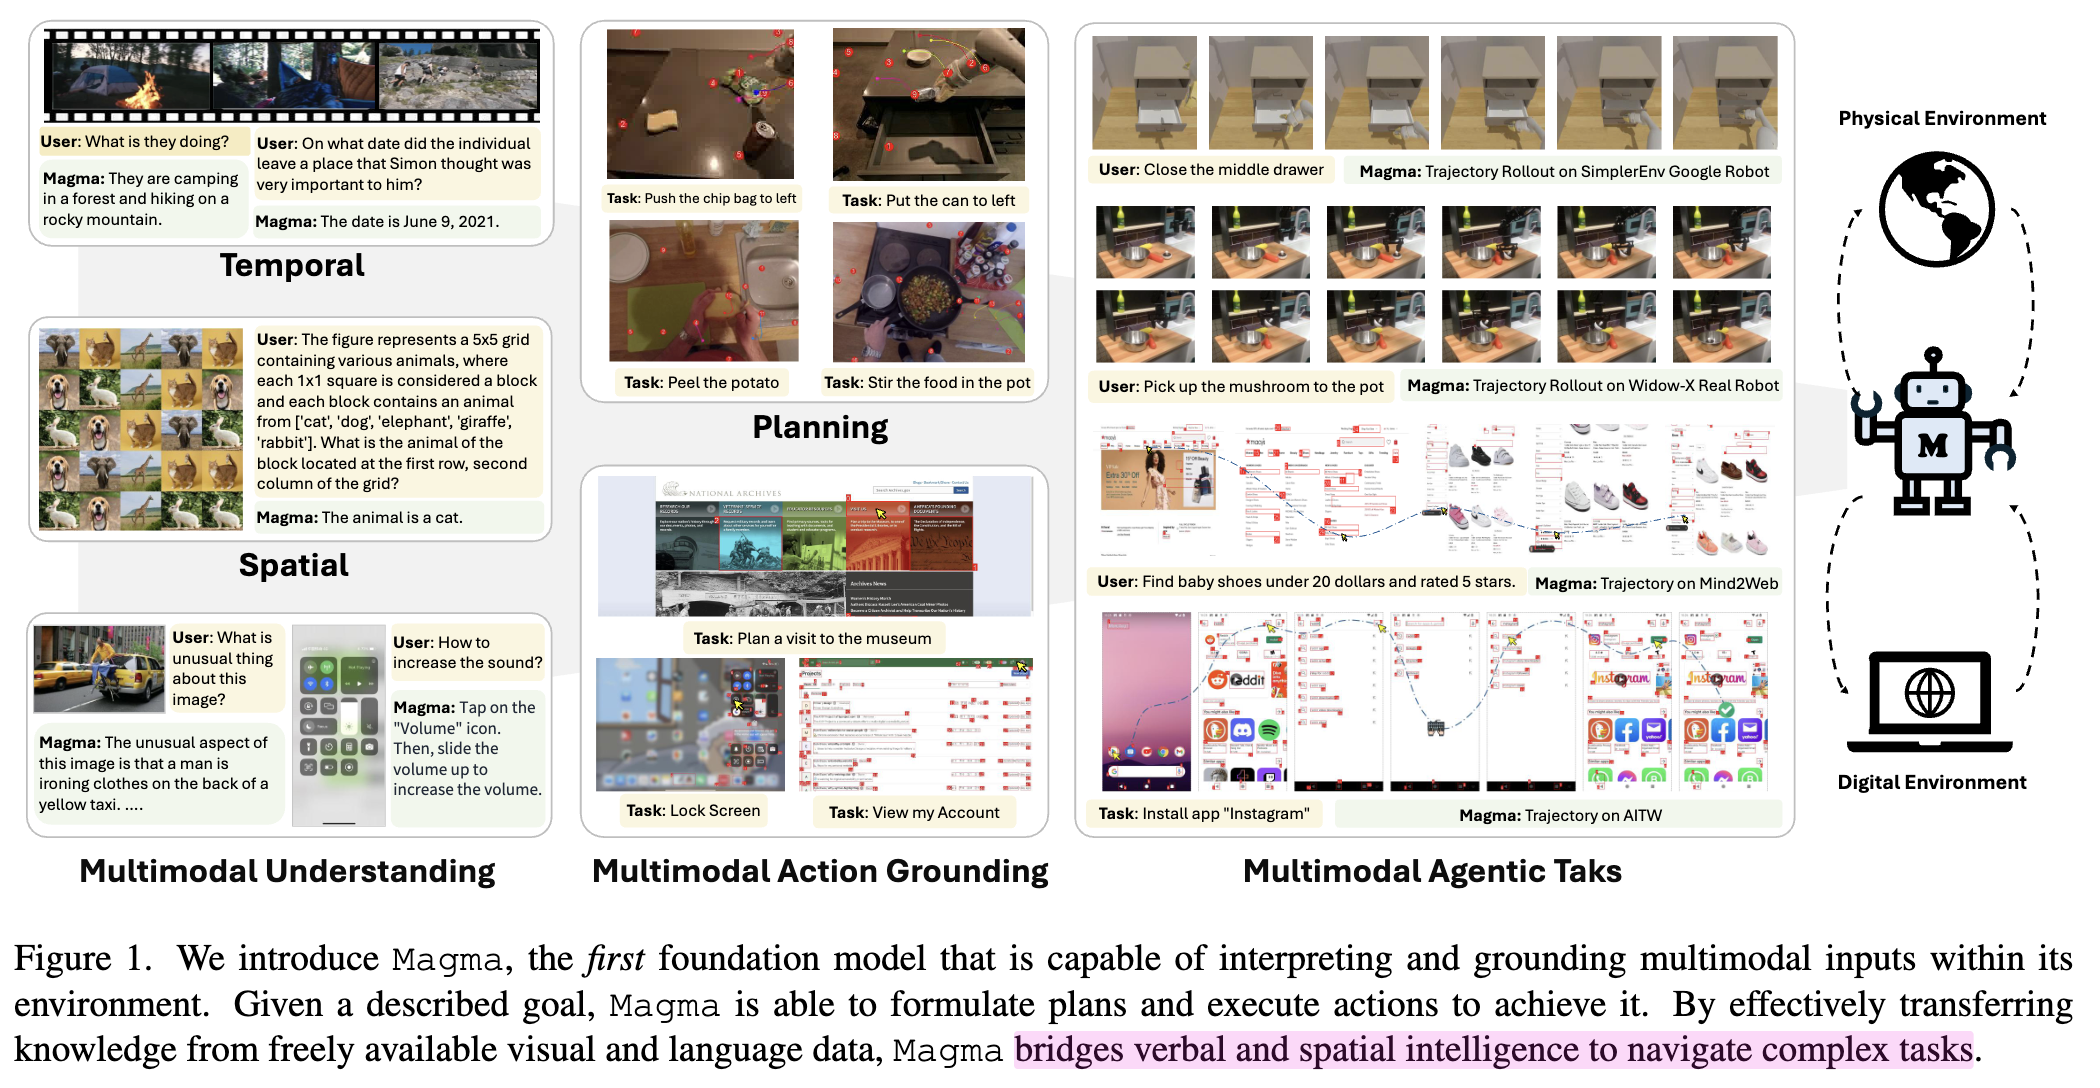 User: What is they doing?
Magma: They are camping
in a forest and hiking on a
rocky mountain.
User: On what date did the individual
leave a place that Simon thought was
very important to him?
Magma: The date is June 9, 2021.
Temporal
User: The figure represents a 5x5 grid
containing various animals, where
each 1x1 square is considered a block
and each block contains an animal
from ['cat', 'dog', 'elephant', 'giraffe',
'rabbit']. What is the animal of the
block located at the first row, second
column of the grid?
Magma: The animal is a cat.
Spatial
User: What is
unusual thing
about this
image?
Magma: The unusual aspect of
this image is that a man is
ironing clothes on the back of a
yellow taxi. ....
User: How to
increase the sound?
Magma: Tap on the
"Volume" icon.
Then, slide the
volume up to
increase the volume.
Multimodal Understanding
Task: Push the chip bag to left
Task: Put the can to left
Task: Peel the potato
Task: Stir the food in the pot
Planning
NATIONAL ARCHIVES
Archives News
Task: Plan a visit to the museum
Projects
Task: Lock Screen
Task: View my Account
Multimodal Action Grounding
User: Close the middle drawer
Magma: Trajectory Rollout on SimplerEnv Google Robot
User: Pick up the mushroom to the pot
Magma: Trajectory Rollout on Widow-X Real Robot
User: Find baby shoes under 20 dollars and rated 5 stars.
Magma: Trajectory on Mind2Web
reddit
Instagram
Instagram
Task: Install app "Instagram"
Magma: Trajectory on AITW
Multimodal Agentic Taks
Physical Environment
M
Digital Environment
Figure 1. We introduce Magma, the first foundation model that is capable of interpreting and grounding multimodal inputs within its
environment. Given a described goal, Magma is able to formulate plans and execute actions to achieve it. By effectively transferring
knowledge from freely available visual and language data, Magma bridges verbal and spatial intelligence to navigate complex tasks.